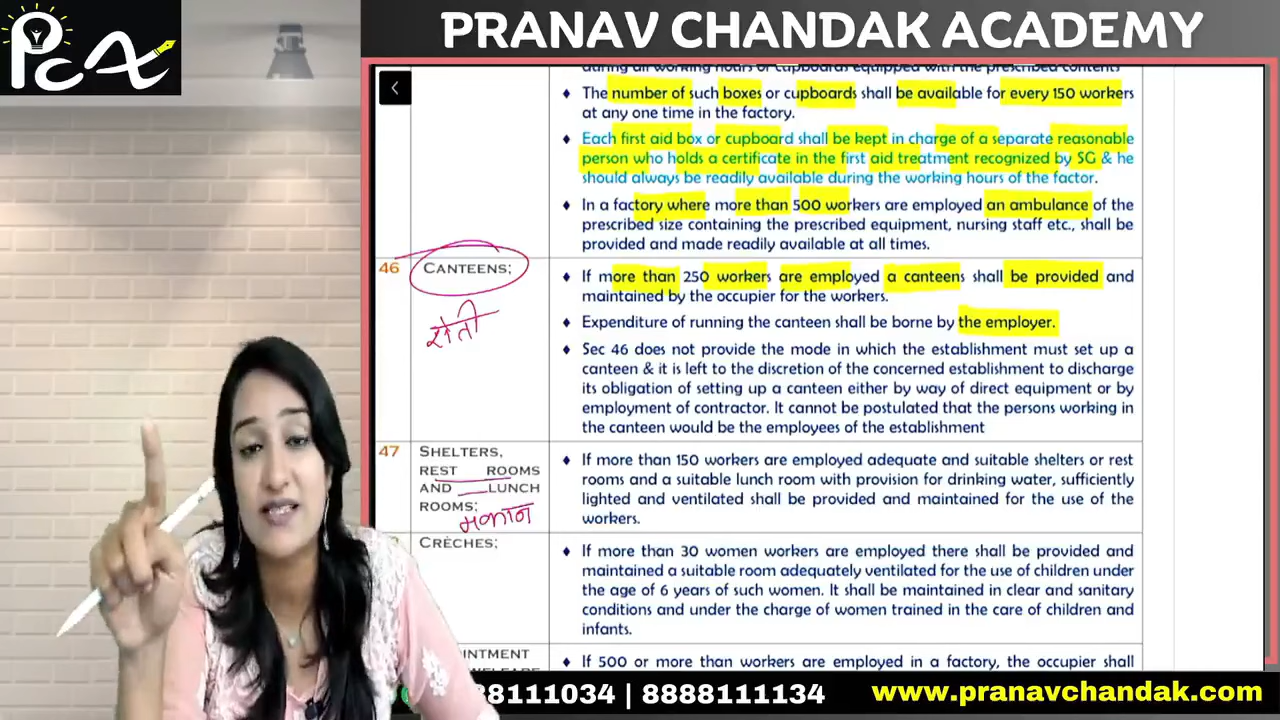 PCA
PRANAV CHANDAK ACADEMY
during all working hours or cupboards equipped with the prescribed contents
♦ The number of such boxes or cupboards shall be available for every 150 workers
at any one time in the factory.
♦ Each first aid box or cupboard shall be kept in charge of a separate reasonable
person who holds a certificate in the first aid treatment recognized by SG & he
should always be readily available during the working hours of the factor.
♦ In a factory where more than 500 workers are employed an ambulance of the
prescribed size containing the prescribed equipment, nursing staff etc., shall be
provided and made readily available at all times.
46 CANTEENS;
रोटी
♦ If more than 250 workers are employed a canteens shall be provided and
maintained by the occupier for the workers.
♦ Expenditure of running the canteen shall be borne by the employer.
♦ Sec 46 does not provide the mode in which the establishment must set up a
canteen & it is left to the discretion of the concerned establishment to discharge
its obligation of setting up a canteen either by way of direct equipment or by
employment of contractor. It cannot be postulated that the persons working in
the canteen would be the employees of the establishment
47 SHELTERS,
REST ROOMS
AND LUNCH
ROOMS;
मकान
♦ If more than 150 workers are employed adequate and suitable shelters or rest
rooms and a suitable lunch room with provision for drinking water, sufficiently
lighted and ventilated shall be provided and maintained for the use of the
workers.
CRÈCHES;
♦ If more than 30 women workers are employed there shall be provided and
maintained a suitable room adequately ventilated for the use of children under
the age of 6 years of such women. It shall be maintained in clear and sanitary
conditions and under the charge of women trained in the care of children and
infants.
INTMENT
♦ If 500 or more than workers are employed in a factory, the occupier shall
88111034 | 8888111134
www.pranavchandak.com